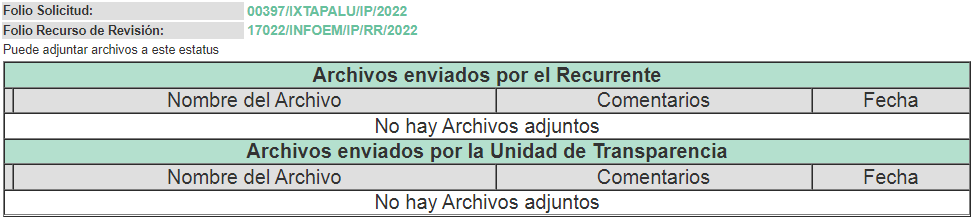 Folio Solicitud: 00397/IXTAPALU/IP/2022
Folio Recurso de Revisión: 17022/INFOEM/IP/RR/2022
Puede adjuntar archivos a este estatus
Archivos enviados por el Recurrente
Nombre del Archivo Comentarios Fecha
No hay Archivos adjuntos
Archivos enviados por la Unidad de Transparencia
Nombre del Archivo Comentarios Fecha
No hay Archivos adjuntos